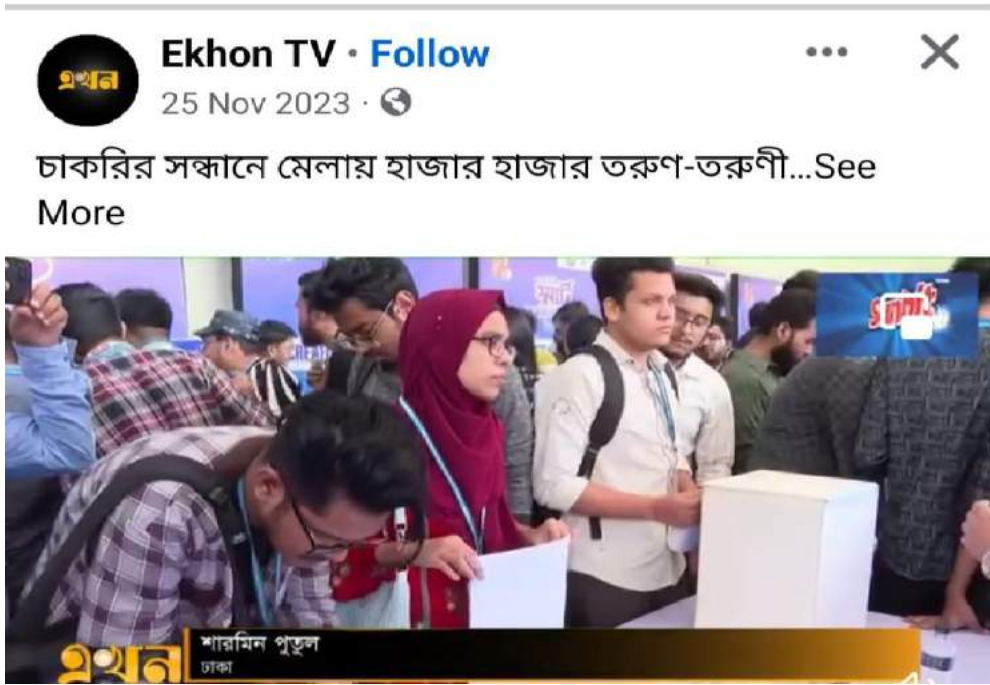 এখন
Ekhon TV · Follow
25 Nov 2023 ·
চাকরির সন্ধানে মেলায় হাজার হাজার তরুণ-তরুণী...See
More
শারমিন পুতুল
ঢাকা
এখন